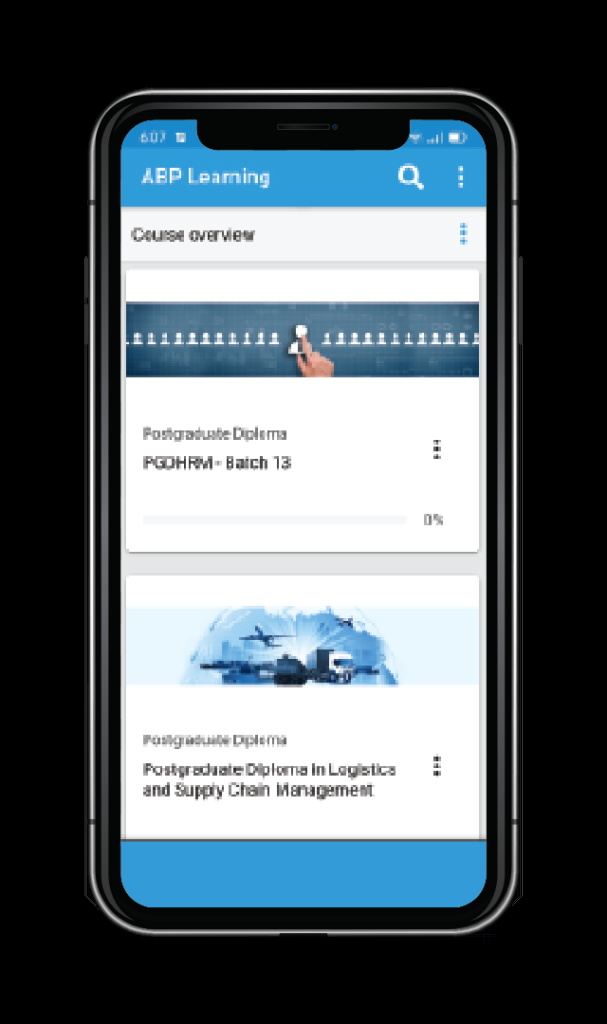 6:07
ABP Learning
Course overview
Postgraduate Diploma
PGDHRM - Batch 13
0%
Postgraduate Diploma
Postgraduate Diploma in Logistics
and Supply Chain Management